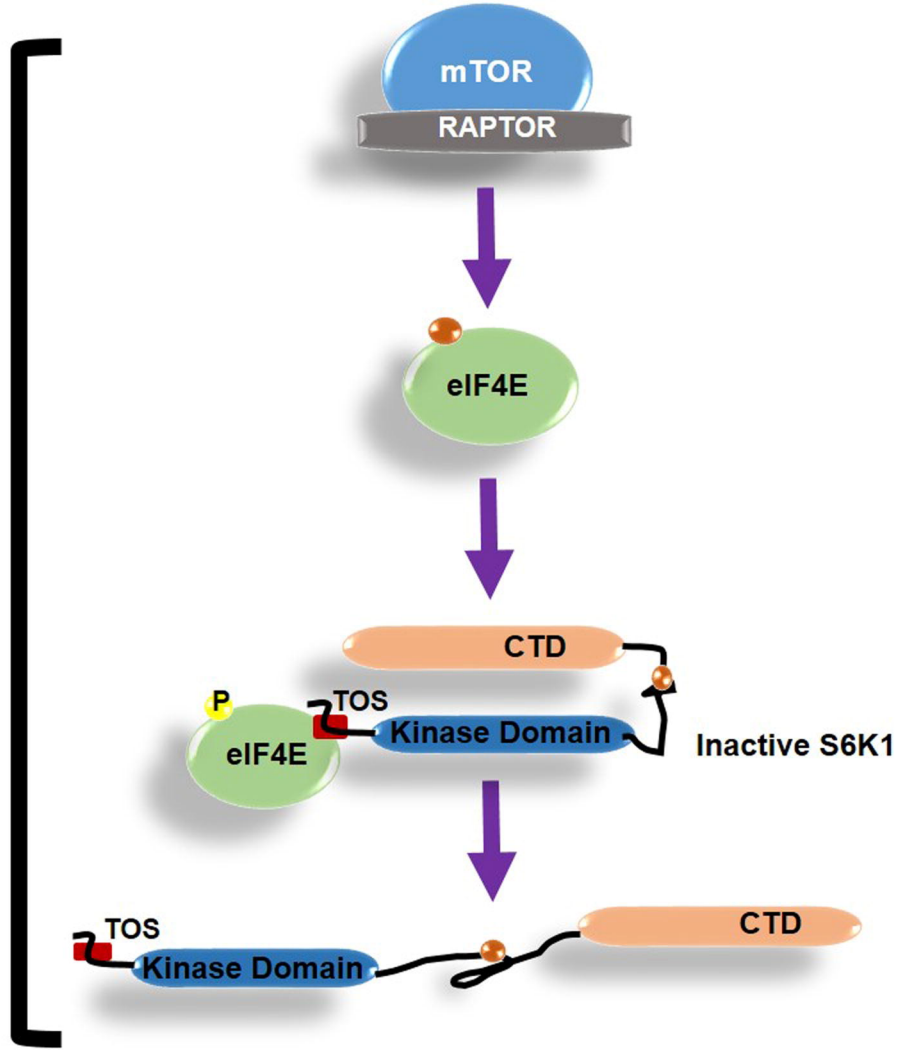 mTOR
RAPTOR
eIF4E
CTD
P
TOS
Kinase Domain
eIF4E
Inactive S6K1
TOS
CTD
Kinase Domain